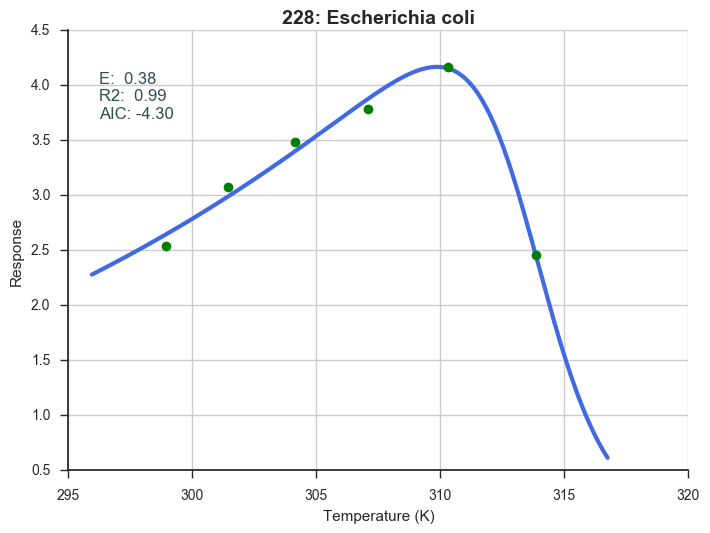 228: Escherichia coli
E: 0.38
R2: 0.99
AIC: -4.30
4.5
4.0
3.5
3.0
2.5
2.0
1.5
1.0
0.5
Response
295 300 305 310 315 320
Temperature (K)